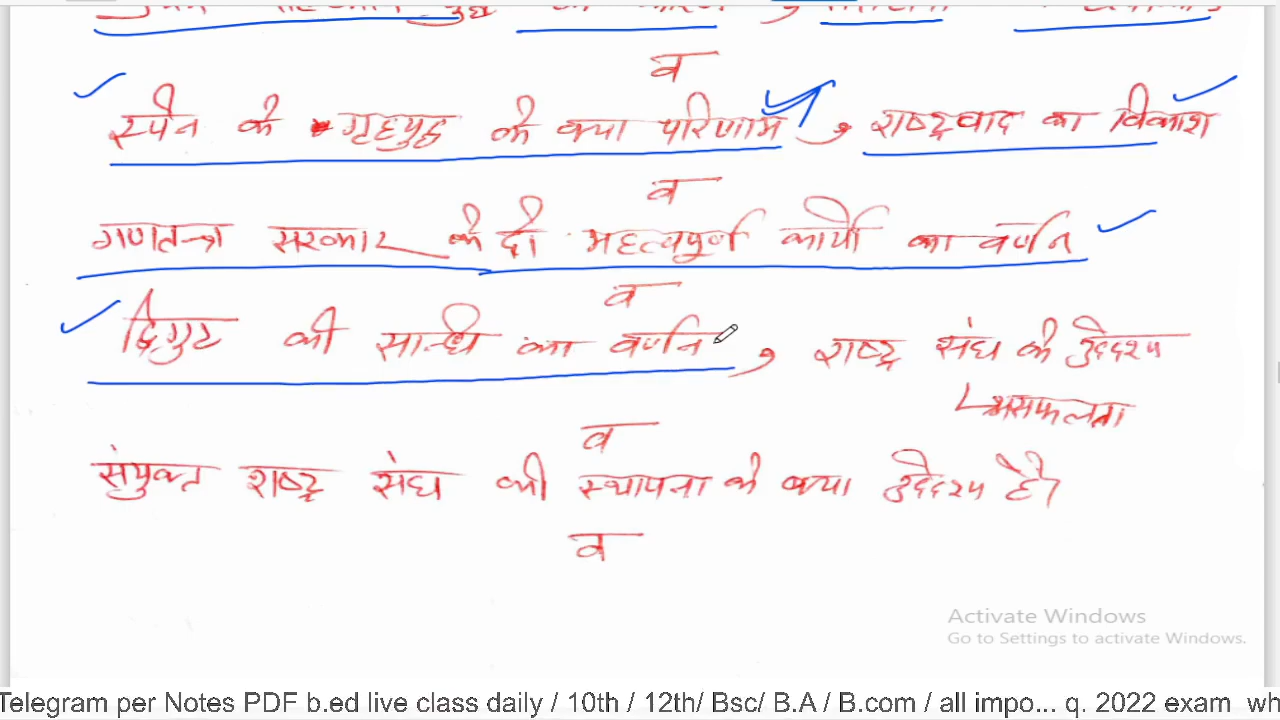 व
स्पेन के गृहयुद्ध के क्या परिणाम, राष्ट्रवाद का विकाश
व
गणतन्त्र सरकार के दो महत्वपूर्ण कार्यो का वर्णन
व
द्विगुट की सान्धि का वर्णन, राष्ट्र संघ के उद्देश्य
असफलता
व
संयुक्त राष्ट्र संघ की स्थापना के क्या उद्देश्य है।
व
Activate Windows
Go to Settings to activate Windows.
Telegram per Notes PDF b.ed live class daily / 10th / 12th/ Bsc/ B.A / B.com / all impo... q. 2022 exam wh